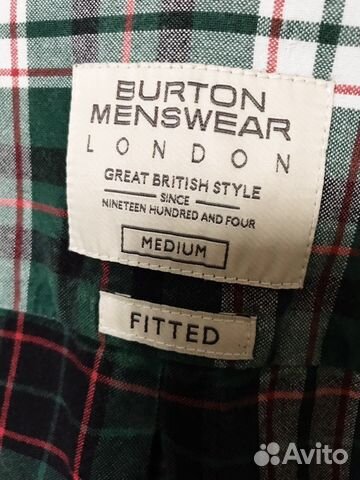 BURTON
MENSWEAR
LONDON
GREAT BRITISH STYLE
SINCE
NINETEEN HUNDRED AND FOUR
MEDIUM
FITTED
Avito